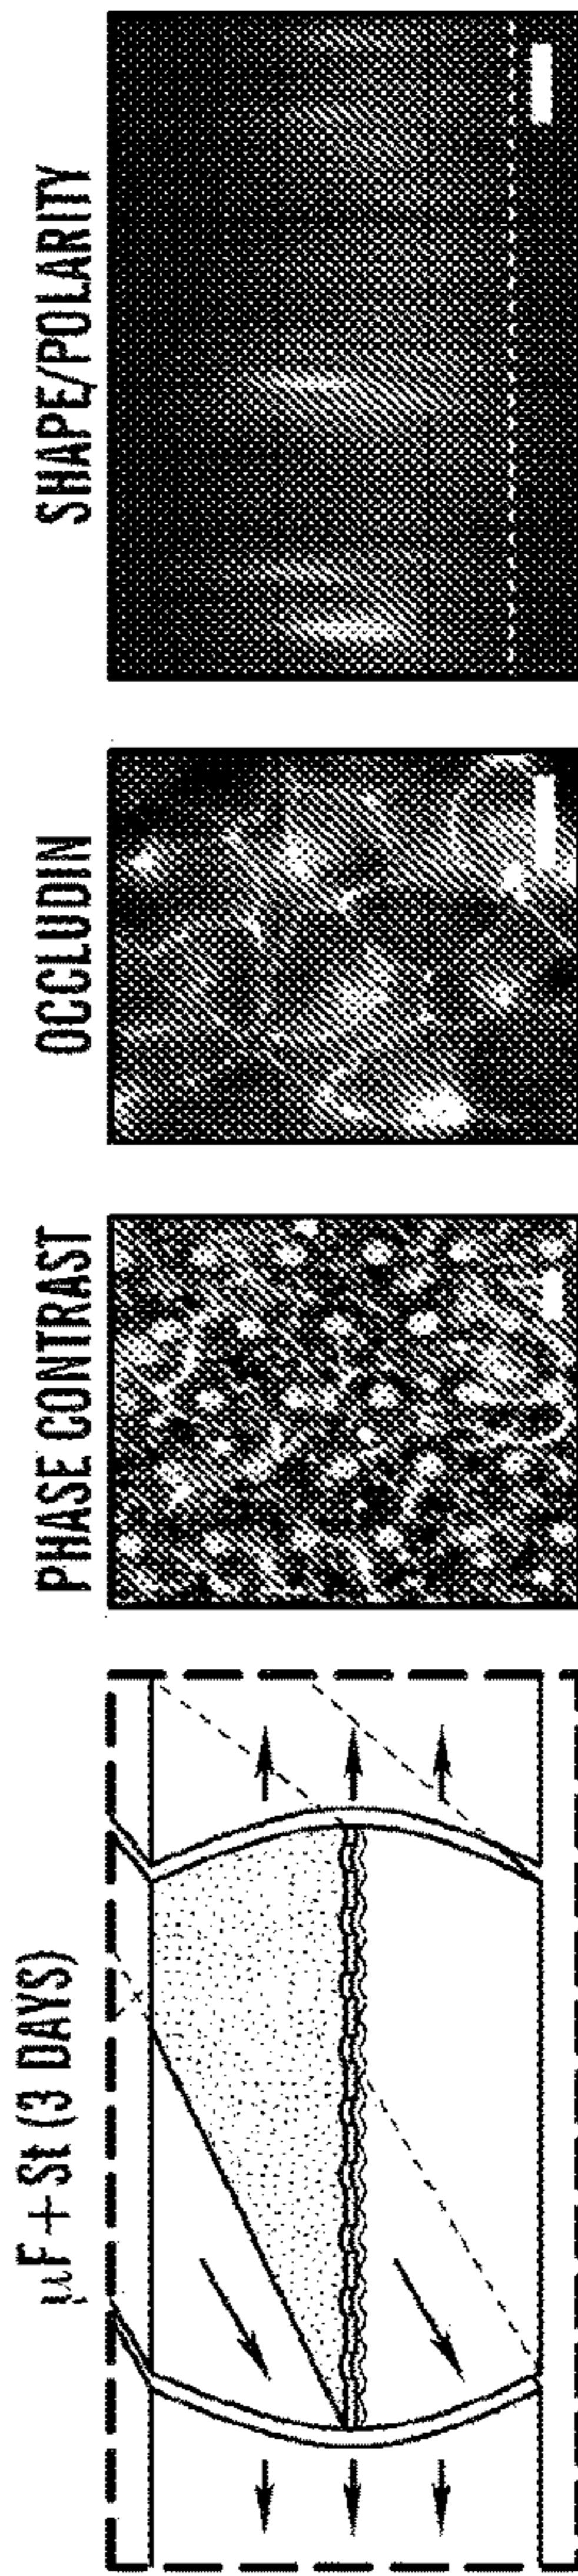 μF + St (3 DAYS)
PHASE CONTRAST
OCCLUDIN
SHAPE/POLARITY